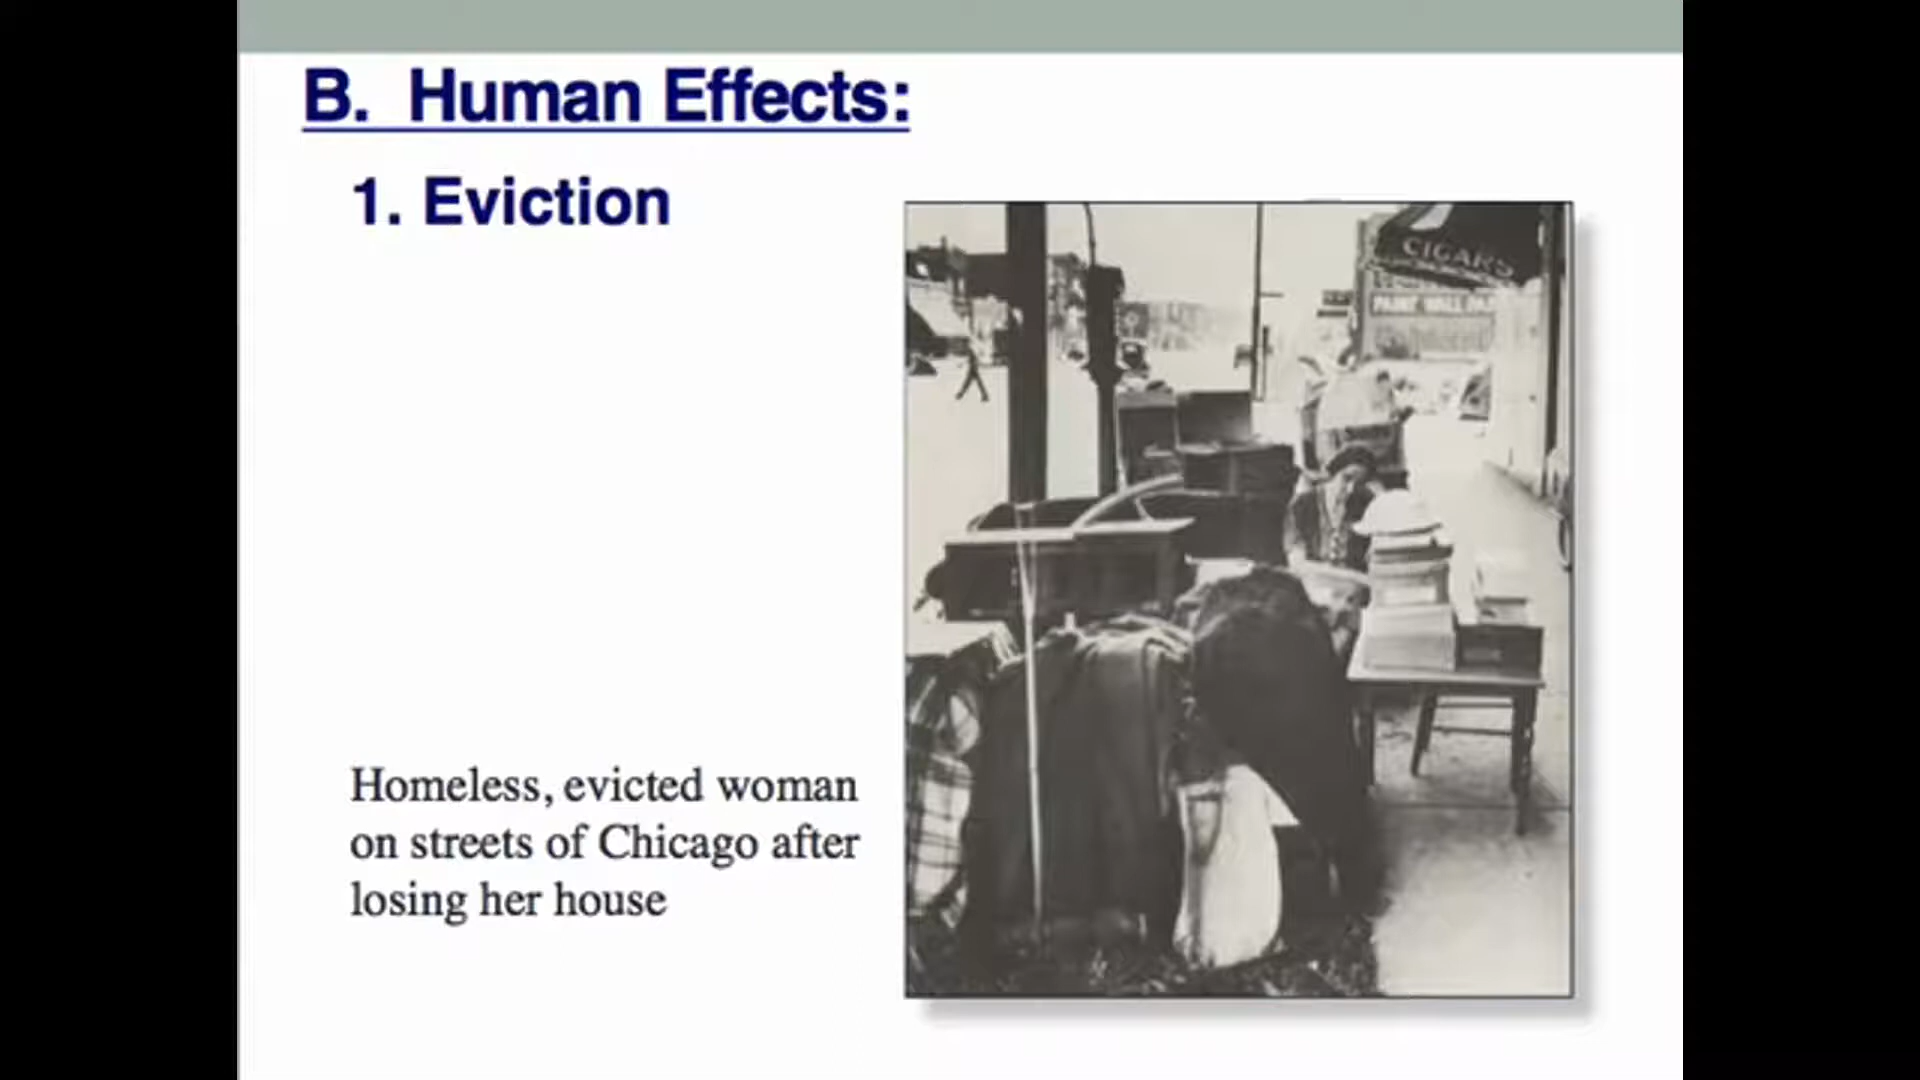 B. Human Effects:
1. Eviction
CIGARS
Homeless, evicted woman
on streets of Chicago after
losing her house